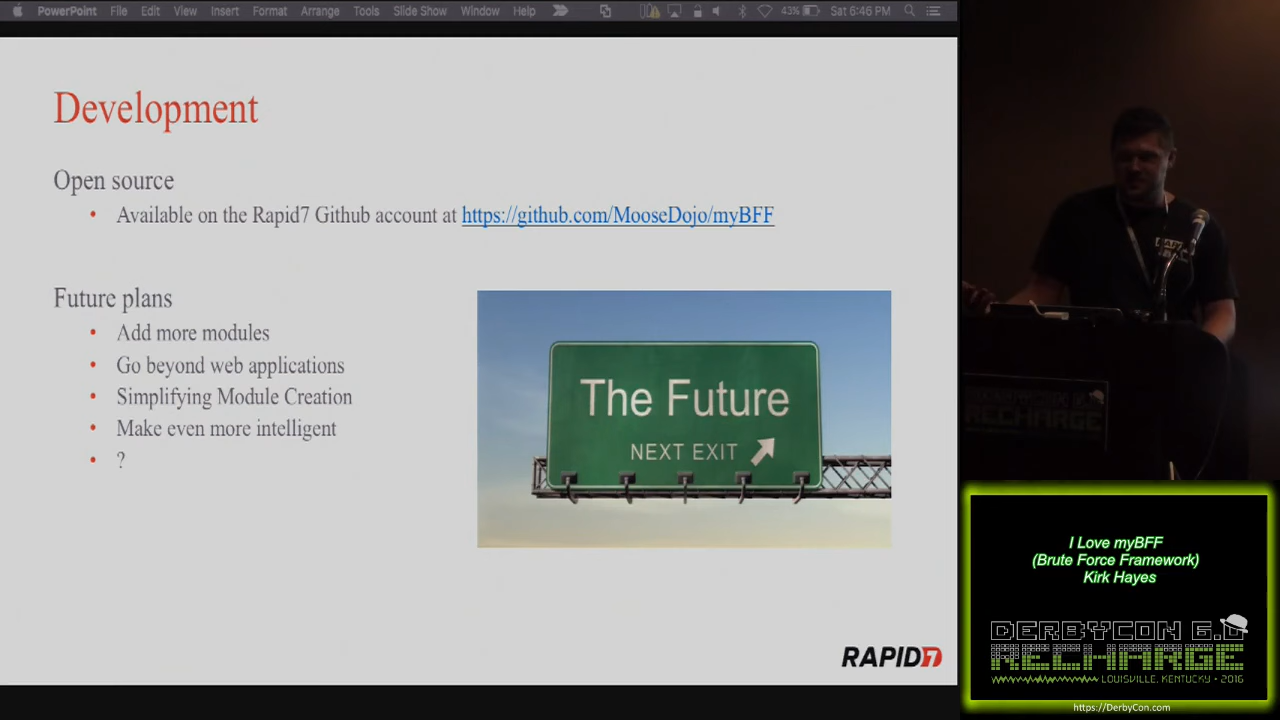 PowerPoint File Edit View Insert Format Arrange Tools Slide Show Window Help 43% Sat 6:46 PM
Development
Open source
• Available on the Rapid7 Github account at https://github.com/MooseDojo/myBFF
Future plans
• Add more modules
• Go beyond web applications
• Simplifying Module Creation
• Make even more intelligent
• ?
The Future
NEXT EXIT
RAPID7
RECHARGE
I Love myBFF
(Brute Force Framework)
Kirk Hayes
DERBYCON 6.0
RECHARGE
LOUISVILLE, KENTUCKY • 2016
https://DerbyCon.com